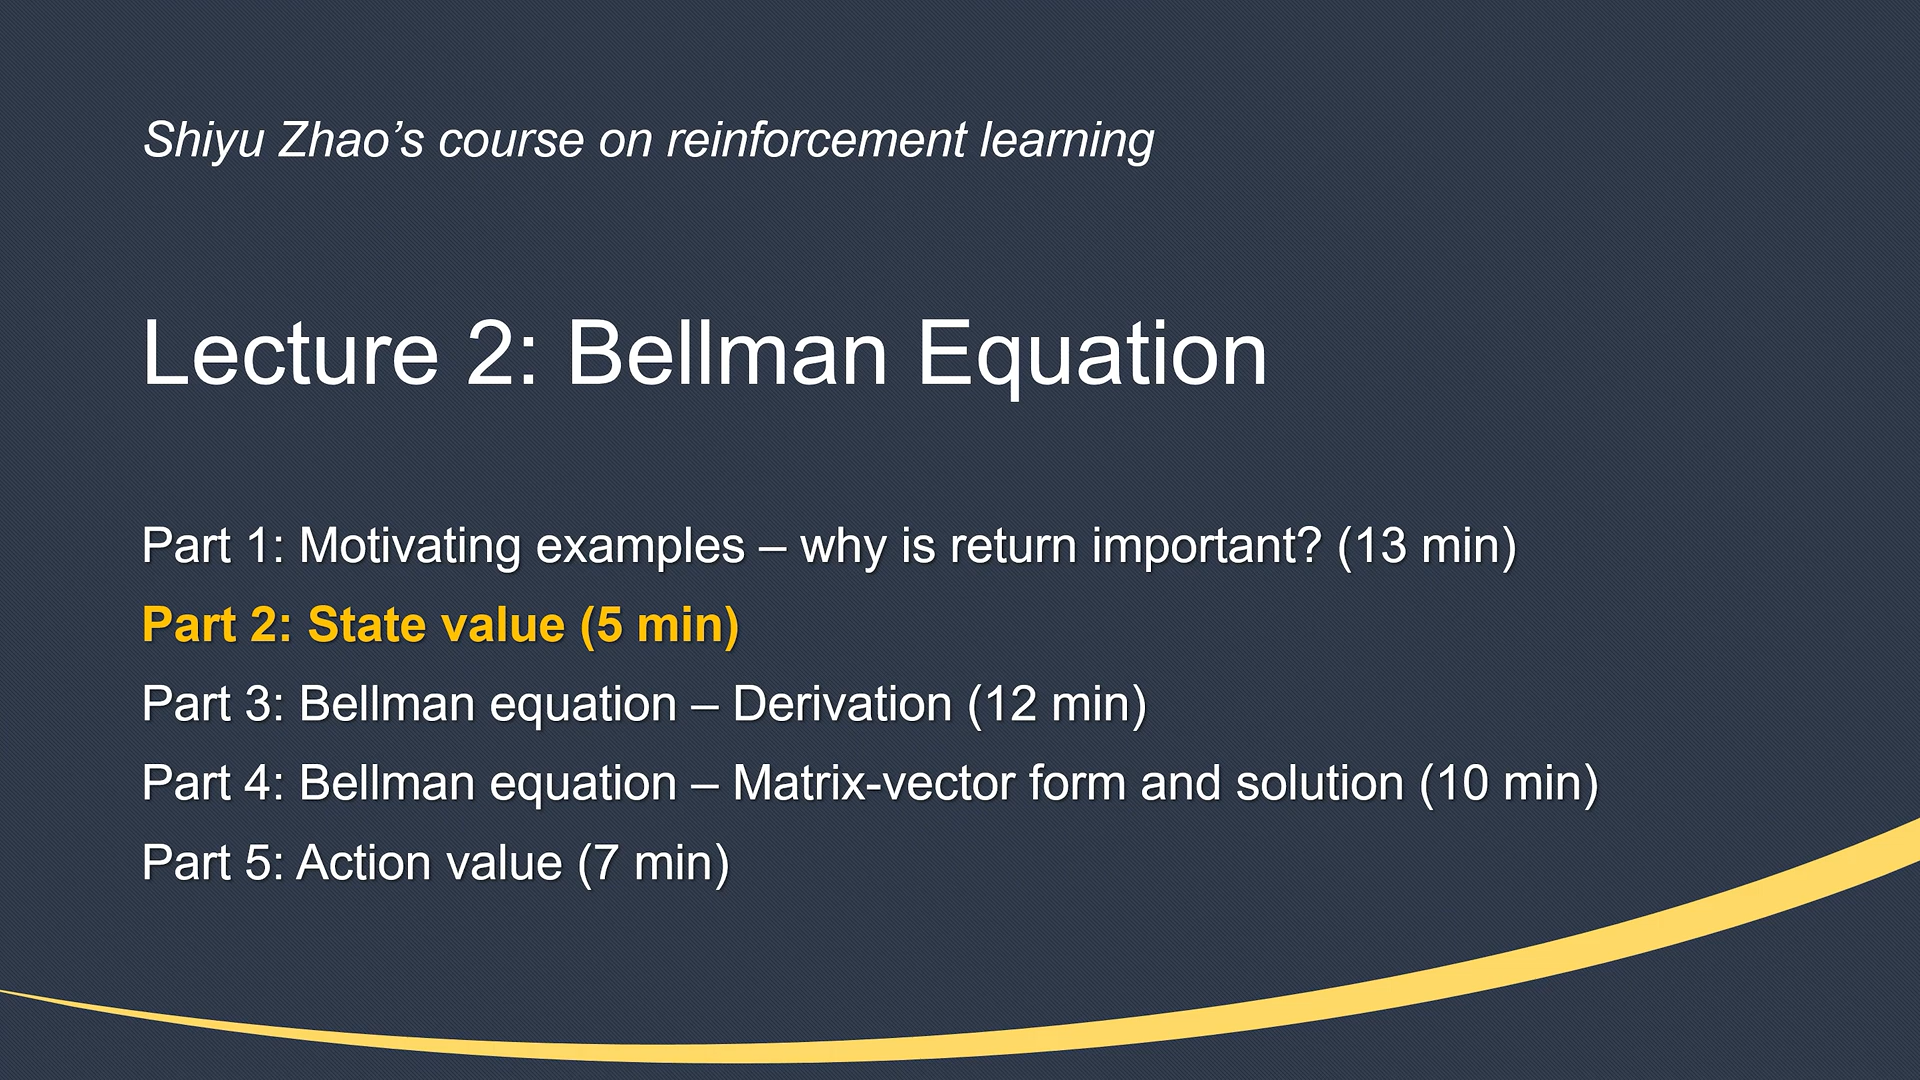 Shiyu Zhao’s course on reinforcement learning
Lecture 2: Bellman Equation
Part 1: Motivating examples – why is return important? (13 min)
Part 2: State value (5 min)
Part 3: Bellman equation – Derivation (12 min)
Part 4: Bellman equation – Matrix-vector form and solution (10 min)
Part 5: Action value (7 min)